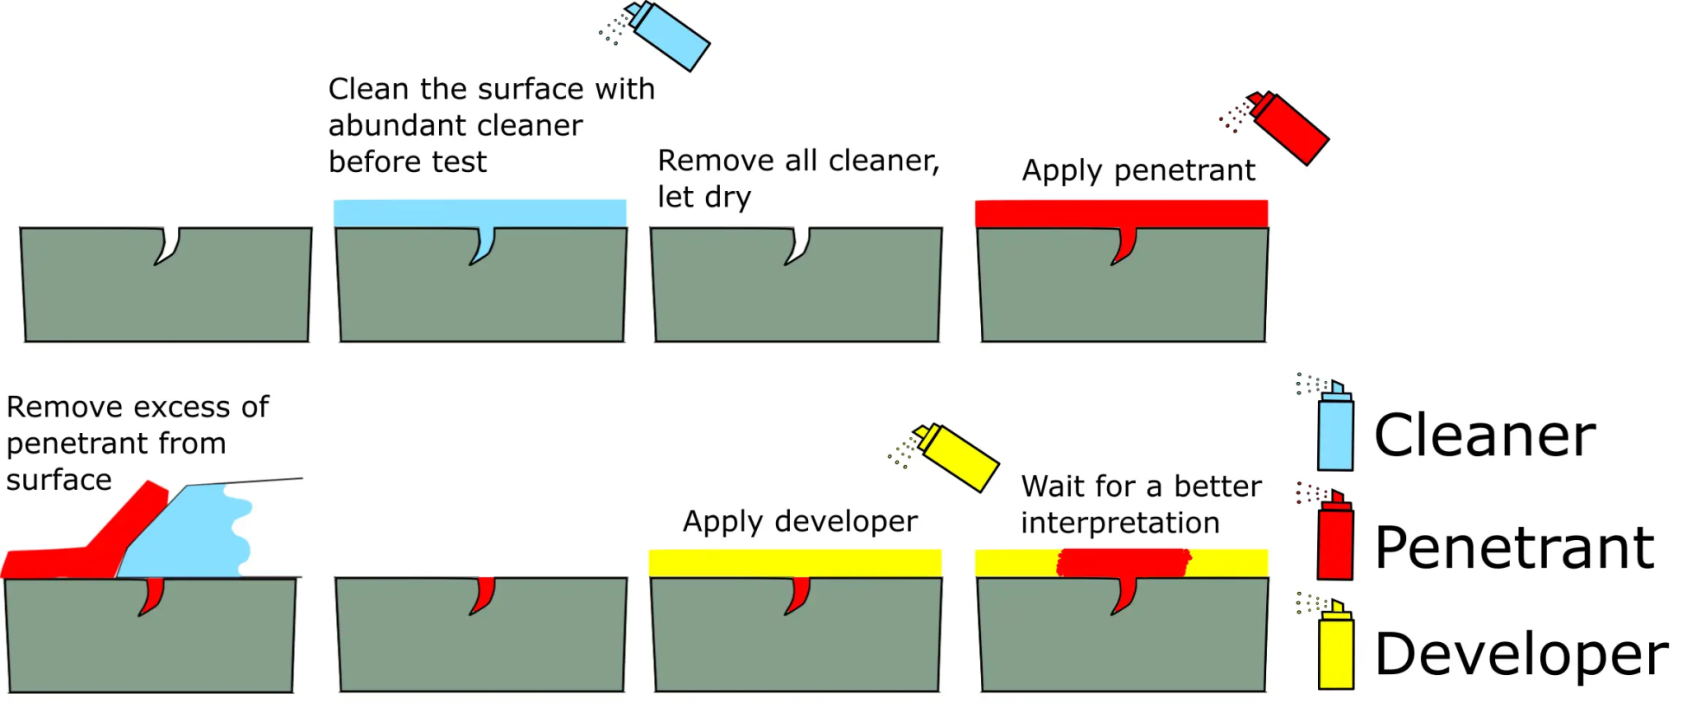 Clean the surface with
abundant cleaner
before test
Remove all cleaner,
let dry
Apply penetrant
Remove excess of
penetrant from
surface
Apply developer
Wait for a better
interpretation
Cleaner
Penetrant
Developer